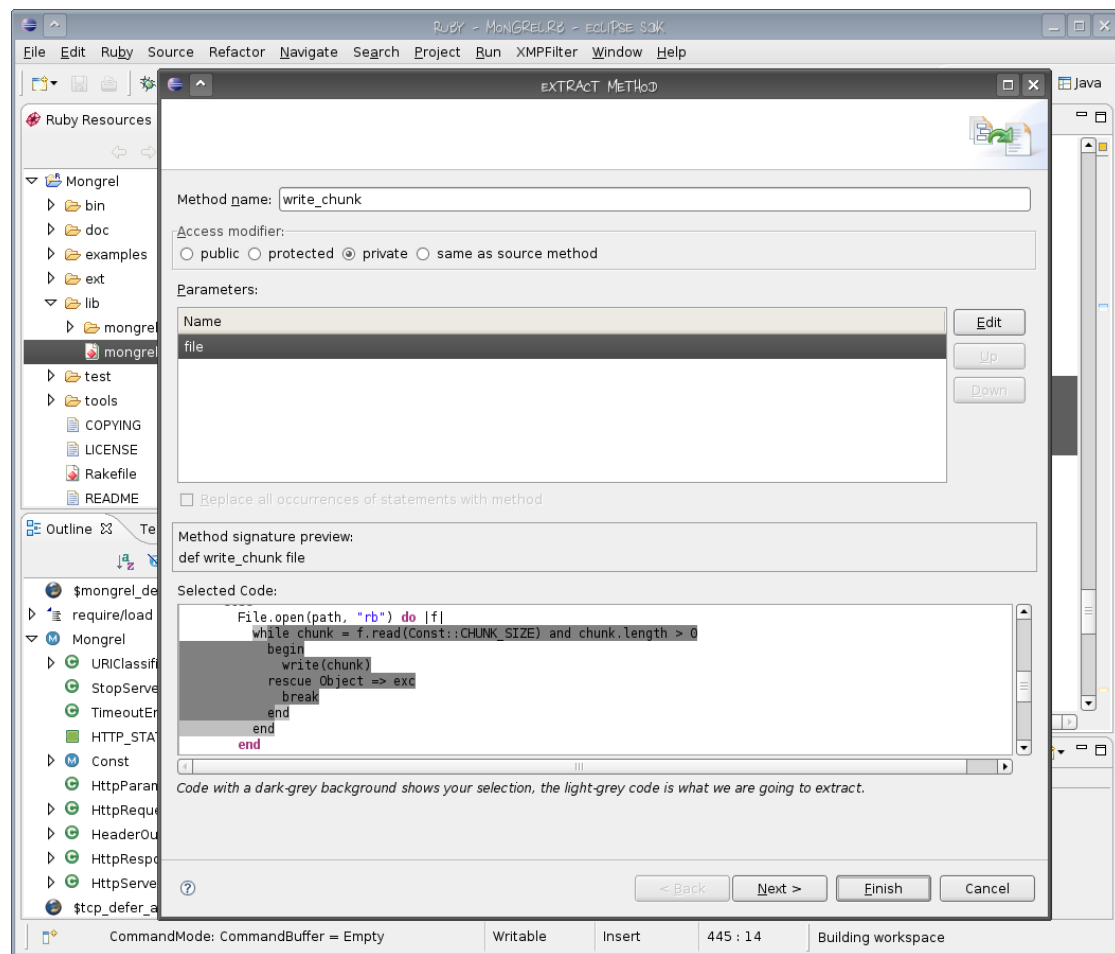 Ruby - Mongrel.rb - Eclipse SDK
File Edit Ruby Source Refactor Navigate Search Project Run XMPFilter Window Help
Extract Method
Java
Ruby Resources
Mongrel
bin
doc
examples
ext
lib
mongrel
mongrel
test
tools
COPYING
LICENSE
Rakefile
README
Outline Te
$mongrel_de
require/load
Mongrel
URIClassifi
StopServe
TimeoutEr
HTTP_STAT
Const
HttpParan
HttpReque
HeaderOu
HttpRespo
HttpServe
$tcp_defer_a
Method name: write_chunk
Access modifier:
public protected private same as source method
Parameters:
Name
file
Edit
Up
Down
Replace all occurrences of statements with method
Method signature preview:
def write_chunk file
Selected Code:
File.open(path, "rb") do |f|
while chunk = f.read(Const::CHUNK_SIZE) and chunk.length > 0
begin
write(chunk)
rescue Object => exc
break
end
end
end
Code with a dark-grey background shows your selection, the light-grey code is what we are going to extract.
< Back Next > Finish Cancel
CommandMode: CommandBuffer = Empty Writable Insert 445 : 14 Building workspace